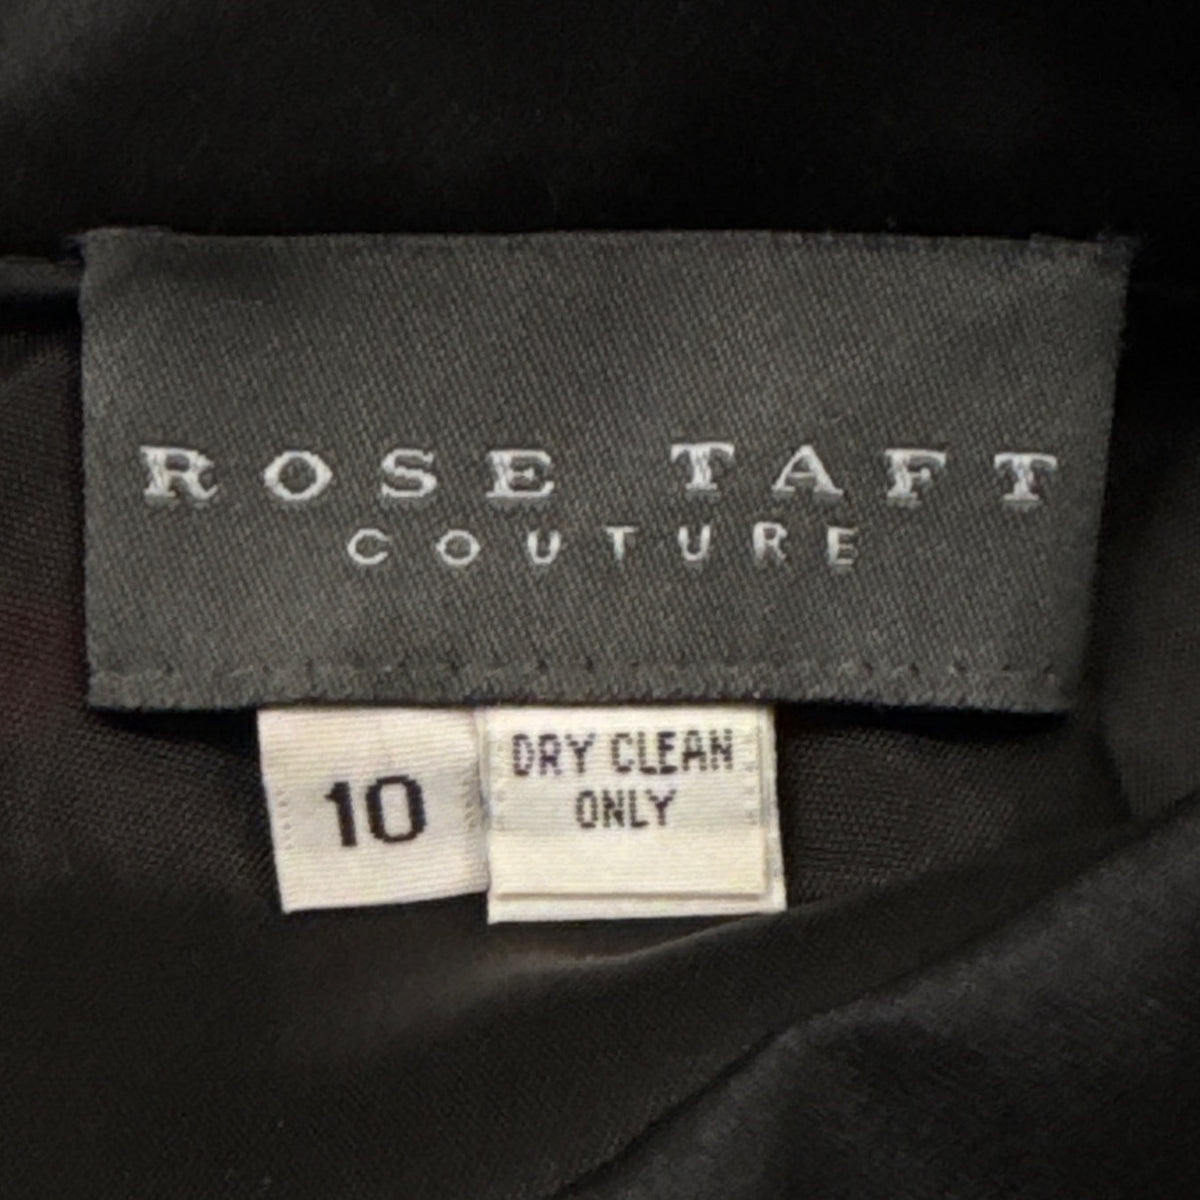 ROSE TAFT
COUTURE
10
DRY CLEAN
ONLY